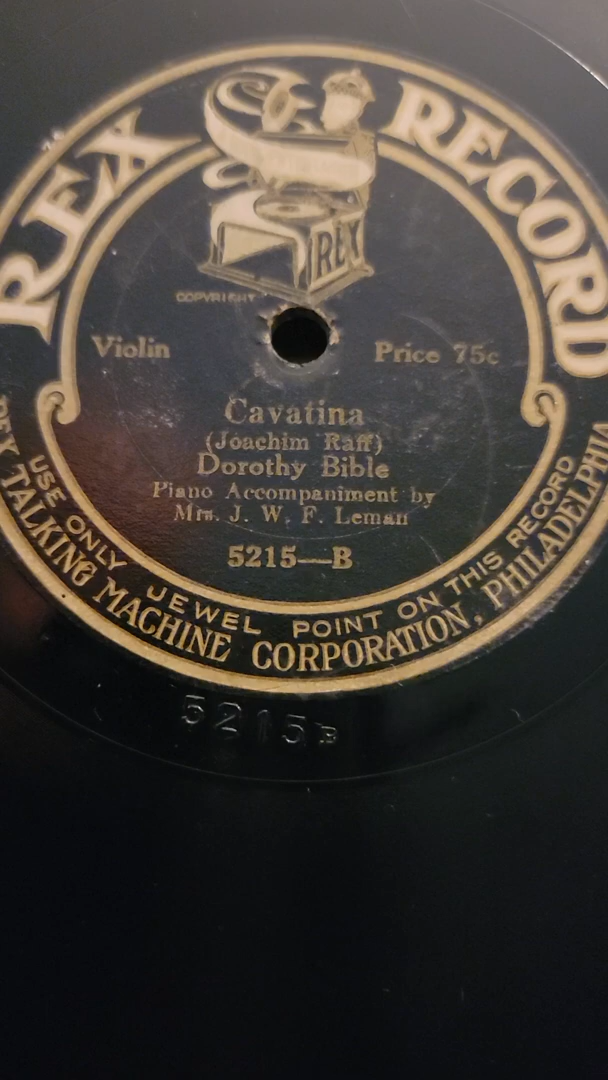 REX RECORD
REX
COPYRIGHT
Violin
Price 75c
Cavatina
(Joachim Raff)
Dorothy Bible
Piano Accompaniment by
Mrs. J. W. F. Leman
5215—B
USE ONLY JEWEL POINT ON THIS RECORD
REX TALKING MACHINE CORPORATION, PHILADELPHIA
5215B